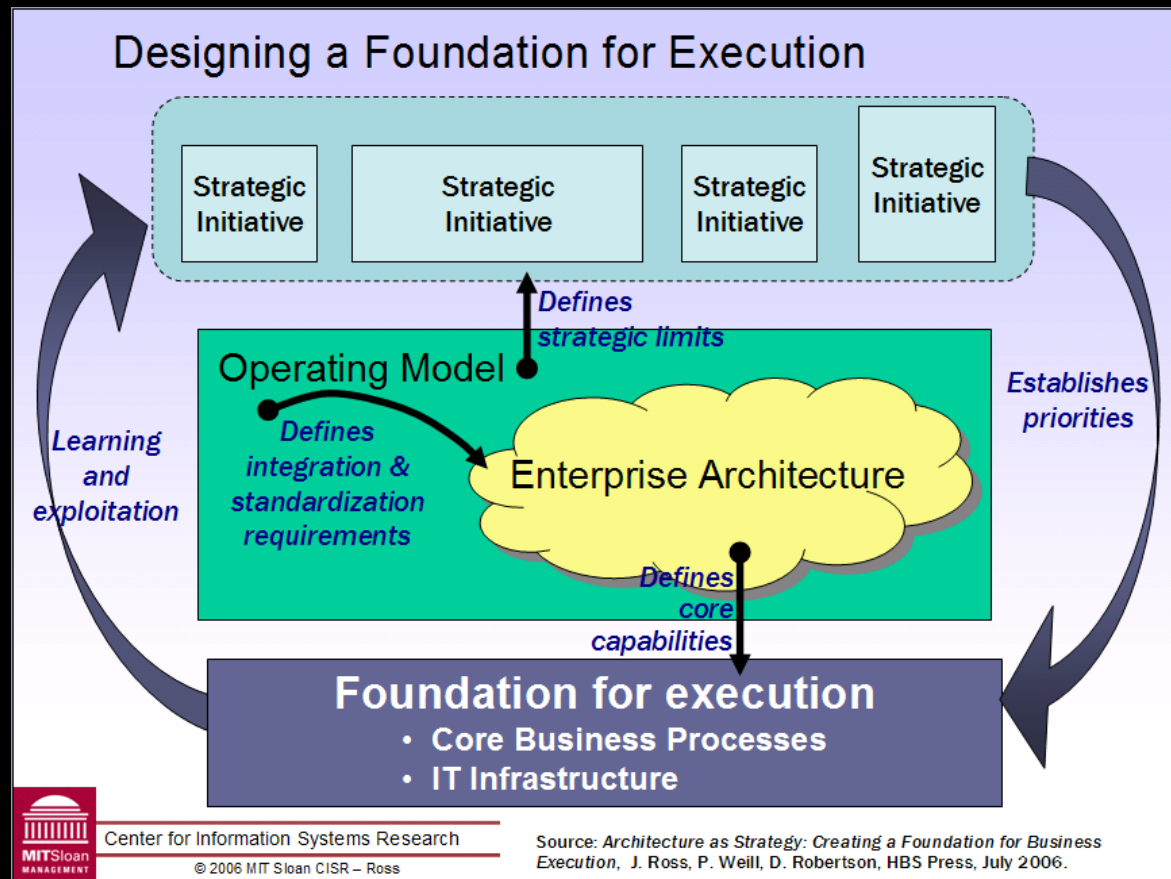 Designing a Foundation for Execution
Strategic
Initiative
Strategic
Initiative
Strategic
Initiative
Strategic
Initiative
Defines
strategic limits
Operating Model
Establishes
priorities
Learning
and
exploitation
Defines
integration &
standardization
requirements
Enterprise Architecture
Defines
core
capabilities
Foundation for execution
• Core Business Processes
• IT Infrastructure
MITSloan
MANAGEMENT
Center for Information Systems Research
© 2006 MIT Sloan CISR – Ross
Source: Architecture as Strategy: Creating a Foundation for Business
Execution, J. Ross, P. Weill, D. Robertson, HBS Press, July 2006.